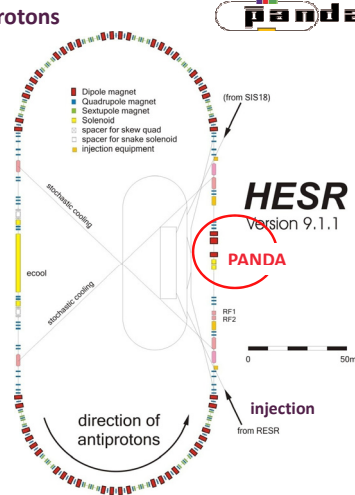 rotons
panda
Dipole magnet
Quadrupole magnet
Sextupole magnet
Solenoid
spacer for skew quad
spacer for snake solenoid
injection equipment
(from SIS18)
stochastic cooling
HESR
Version 9.1.1
PANDA
ecool
stochastic cooling
RF1
RF2
0
50m
injection
direction of
antiprotons
from RESR